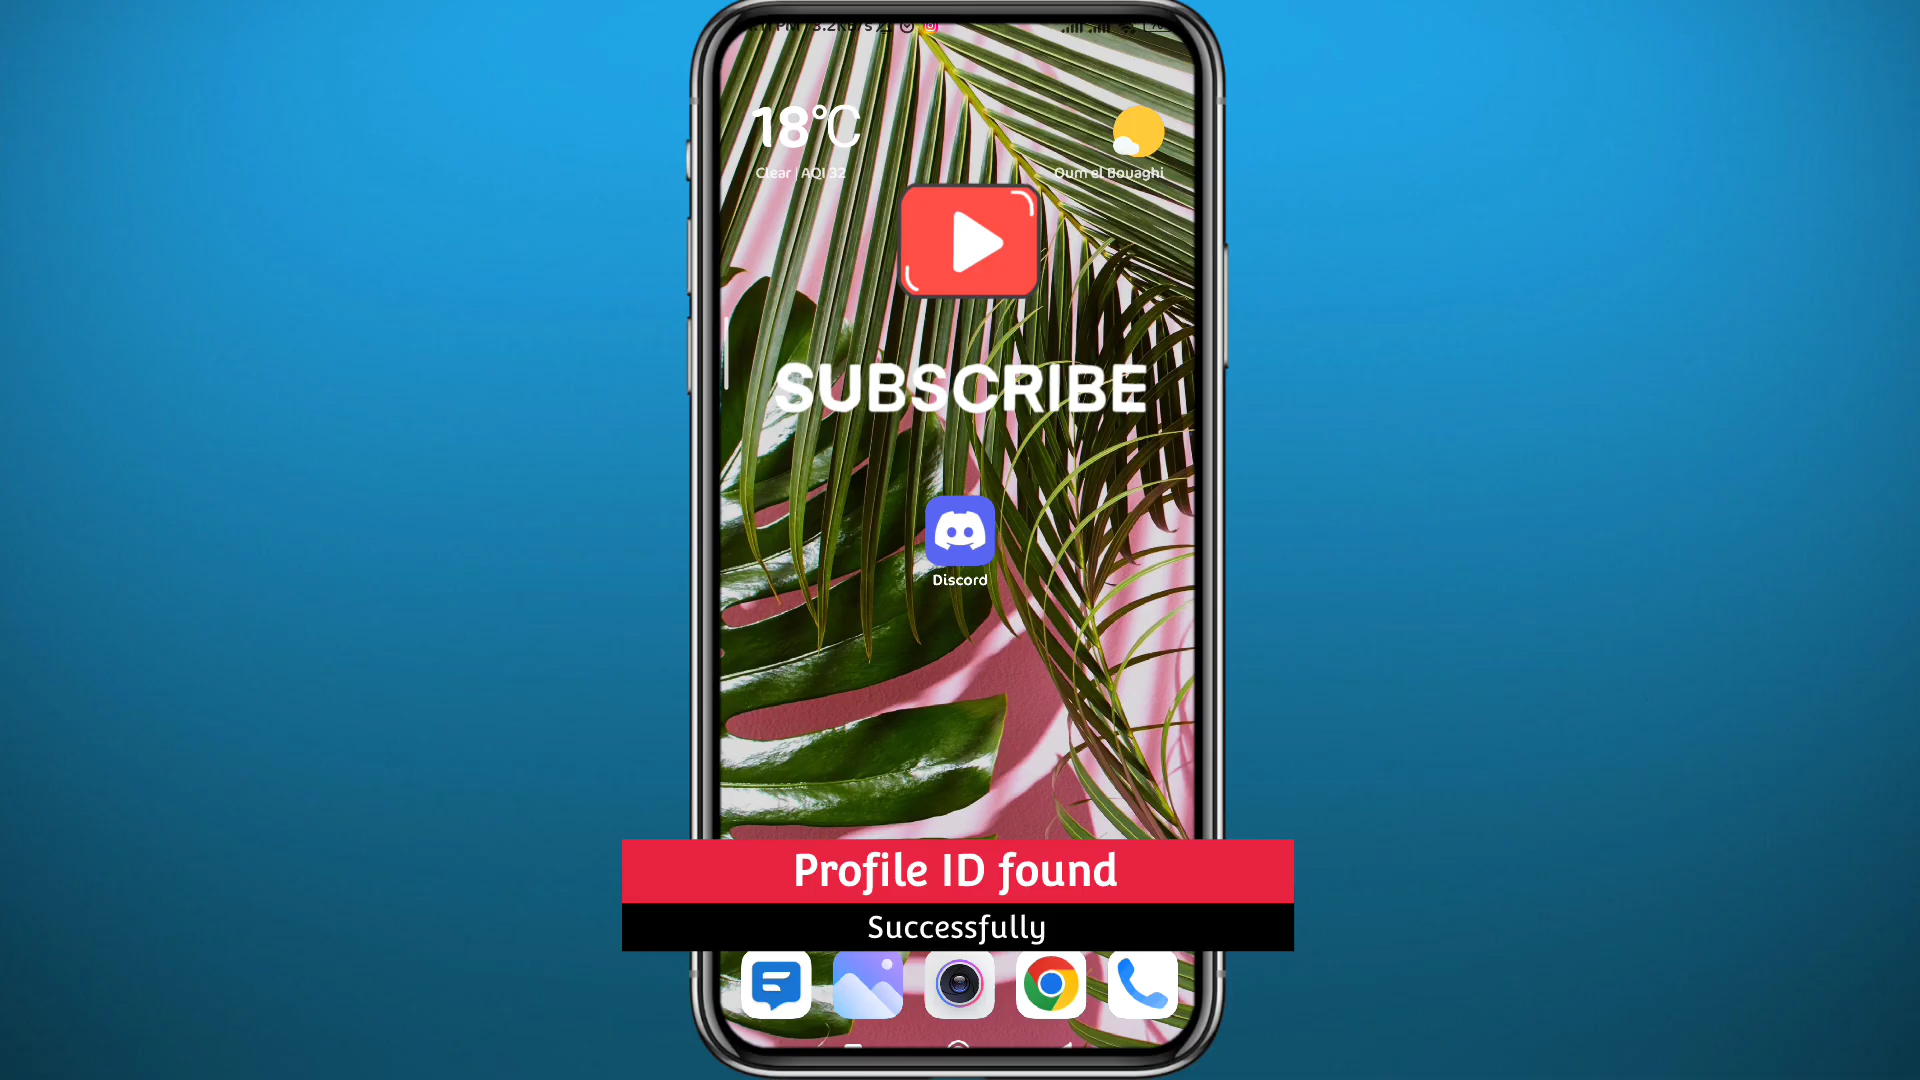 18°C
Clear | AQI 32
Oum el Bouaghi
SUBSCRIBE
Discord
Profile ID found
Successfully